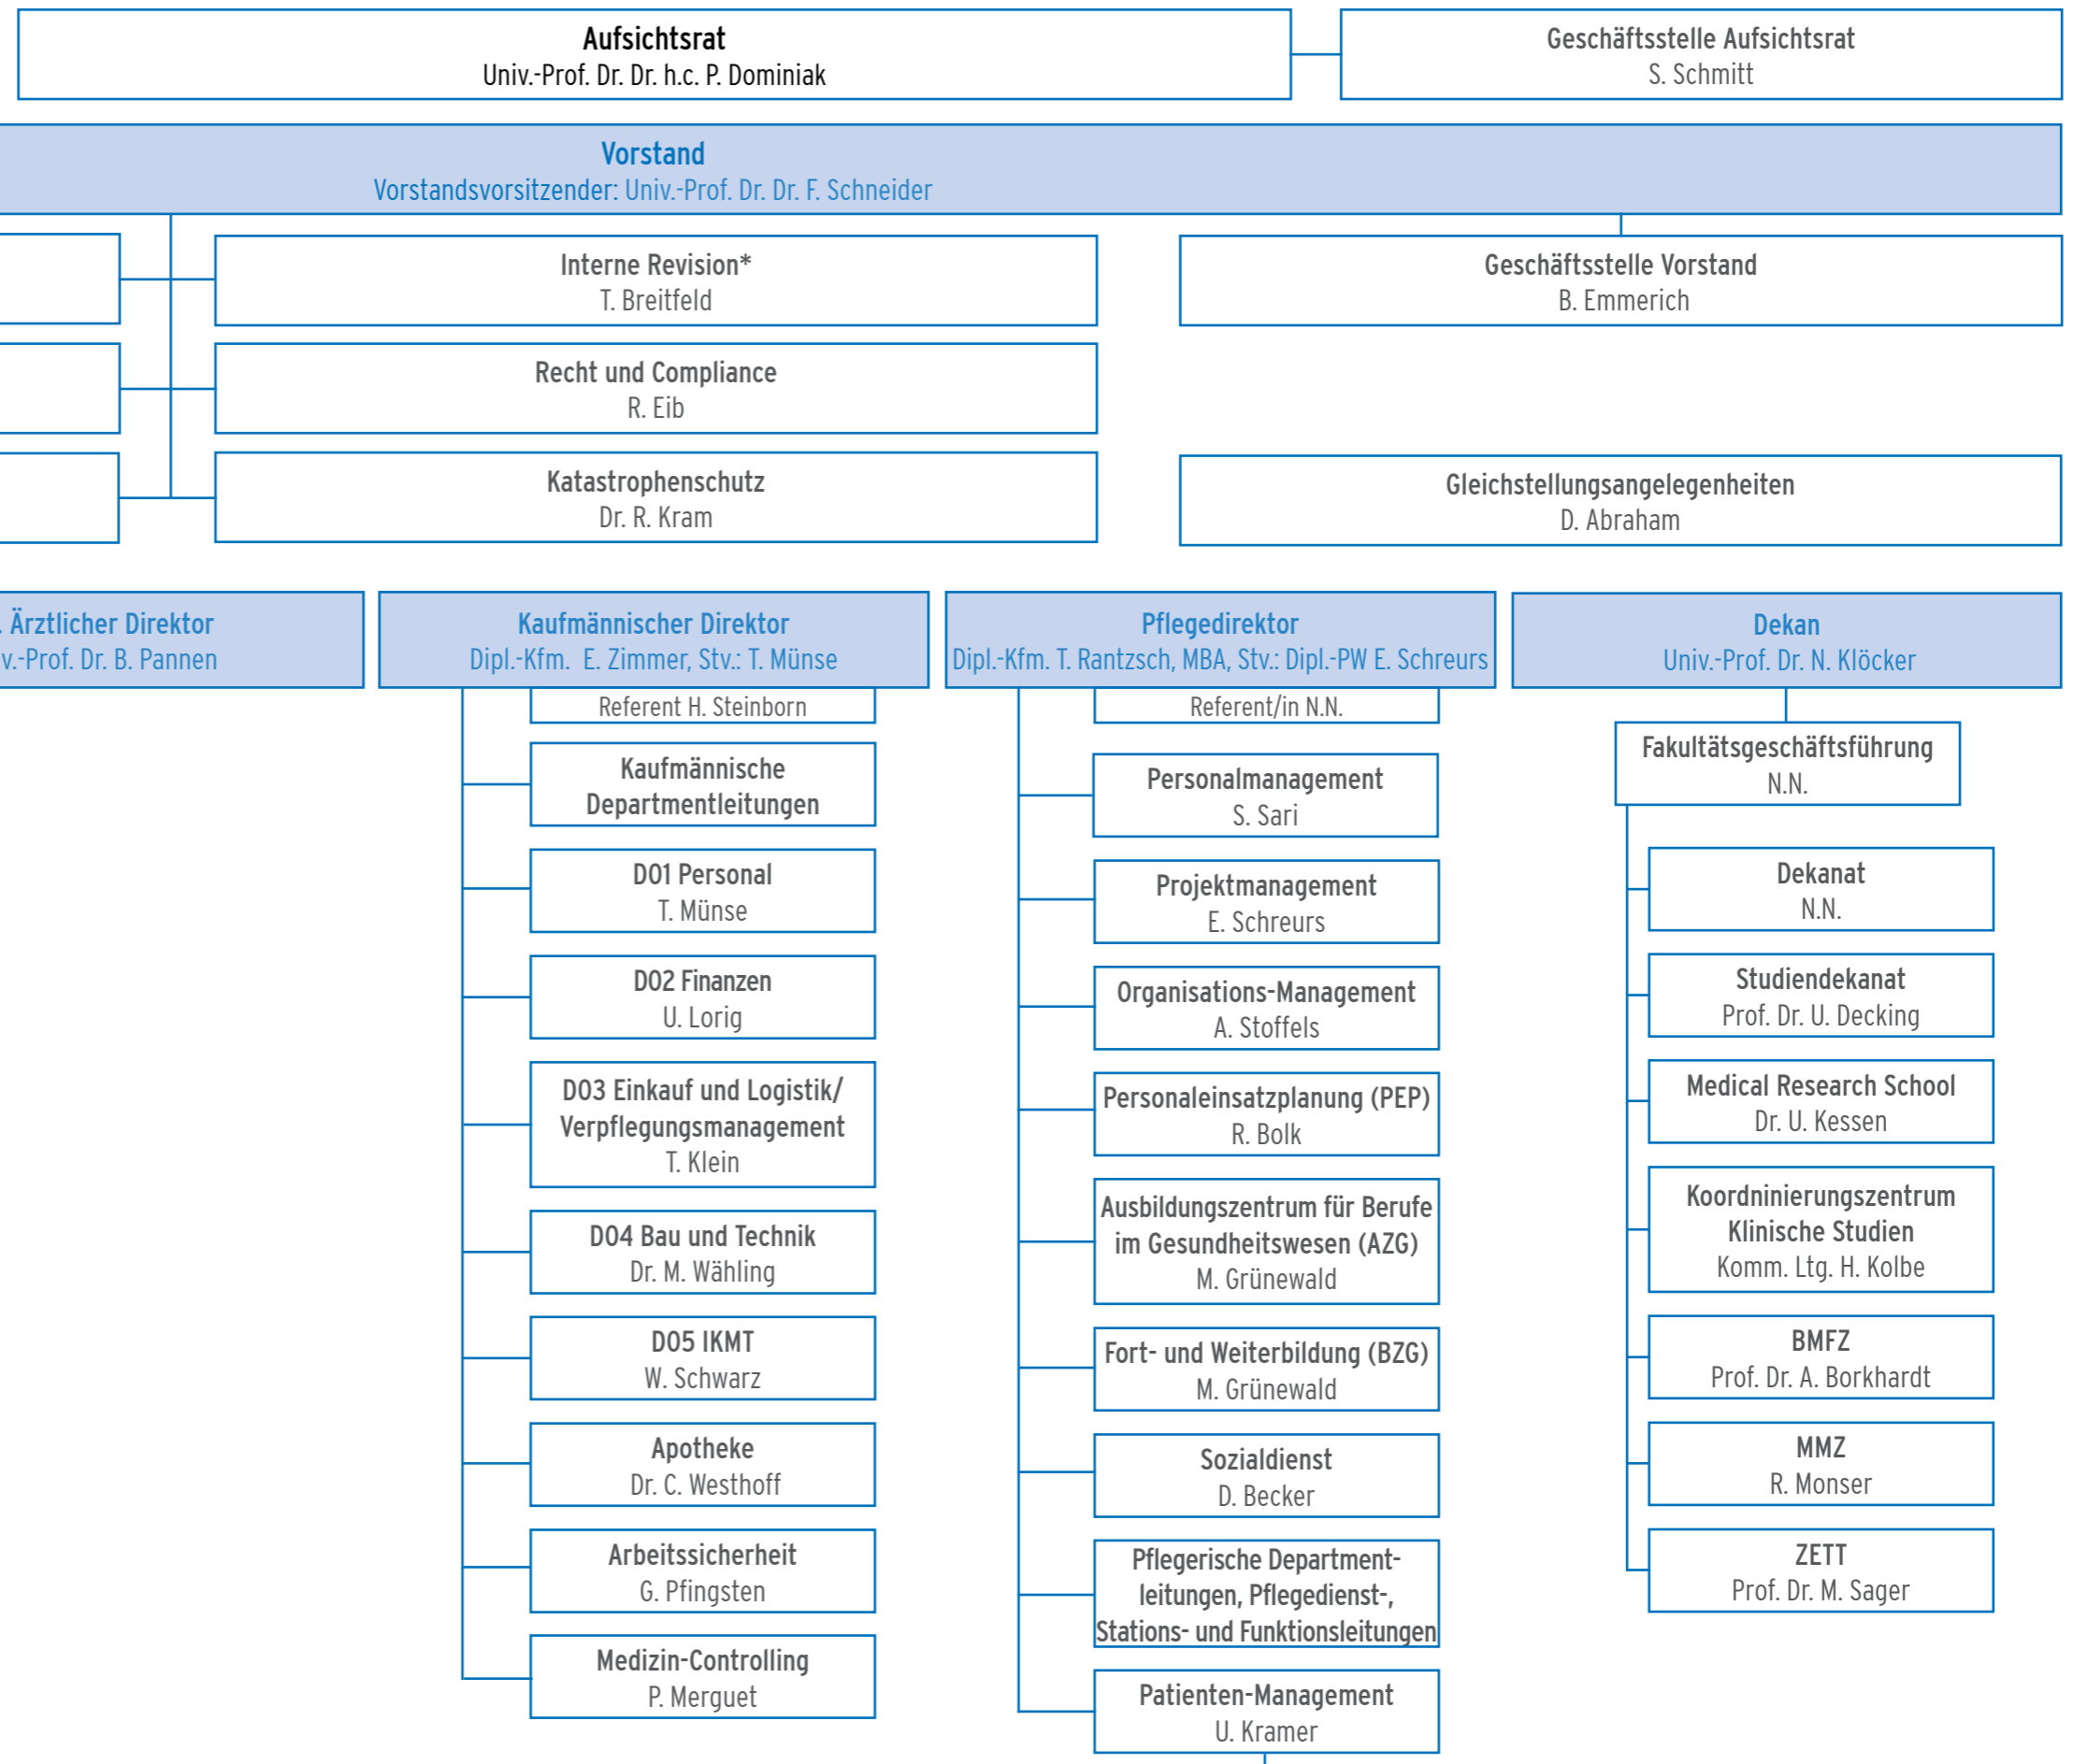 Aufsichtsrat
Univ.-Prof. Dr. Dr. h.c. P. Dominiak
Geschäftsstelle Aufsichtsrat
S. Schmitt
Vorstand
Vorstandsvorsitzender: Univ.-Prof. Dr. Dr. F. Schneider
Interne Revision*
T. Breitfeld
Geschäftsstelle Vorstand
B. Emmerich
Recht und Compliance
R. Eib
Katastrophenschutz
Dr. R. Kram
Gleichstellungsangelegenheiten
D. Abraham
. Ärztlicher Direktor
v.-Prof. Dr. B. Pannen
Kaufmännischer Direktor
Dipl.-Kfm. E. Zimmer, Stv.: T. Münse
Referent H. Steinborn
Kaufmännische
Departmentleitungen
D01 Personal
T. Münse
D02 Finanzen
U. Lorig
D03 Einkauf und Logistik/
Verpflegungsmanagement
T. Klein
D04 Bau und Technik
Dr. M. Wähling
D05 IKMT
W. Schwarz
Apotheke
Dr. C. Westhoff
Arbeitssicherheit
G. Pfingsten
Medizin-Controlling
P. Merguet
Pflegedirektor
Dipl.-Kfm. T. Rantzsch, MBA, Stv.: Dipl.-PW E. Schreurs
Referent/in N.N.
Personalmanagement
S. Sari
Projektmanagement
E. Schreurs
Organisations-Management
A. Stoffels
Personaleinsatzplanung (PEP)
R. Bolk
Ausbildungszentrum für Berufe
im Gesundheitswesen (AZG)
M. Grünewald
Fort- und Weiterbildung (BZG)
M. Grünewald
Sozialdienst
D. Becker
Pflegerische Department-
leitungen, Pflegedienst-,
Stations- und Funktionsleitungen
Patienten-Management
U. Kramer
Dekan
Univ.-Prof. Dr. N. Klöcker
Fakultätsgeschäftsführung
N.N.
Dekanat
N.N.
Studiendekanat
Prof. Dr. U. Decking
Medical Research School
Dr. U. Kessen
Koordninierungszentrum
Klinische Studien
Komm. Ltg. H. Kolbe
BMFZ
Prof. Dr. A. Borkhardt
MMZ
R. Monser
ZETT
Prof. Dr. M. Sager